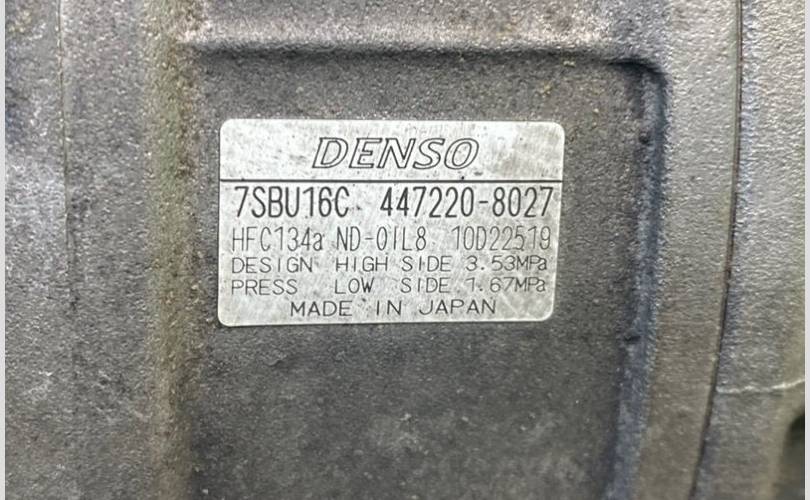 DENSO
7SBU16C 447220-8027
HFC134a ND-OIL8 10D22519
DESIGN HIGH SIDE 3.53MPa
PRESS LOW SIDE 1.67MPa
MADE IN JAPAN